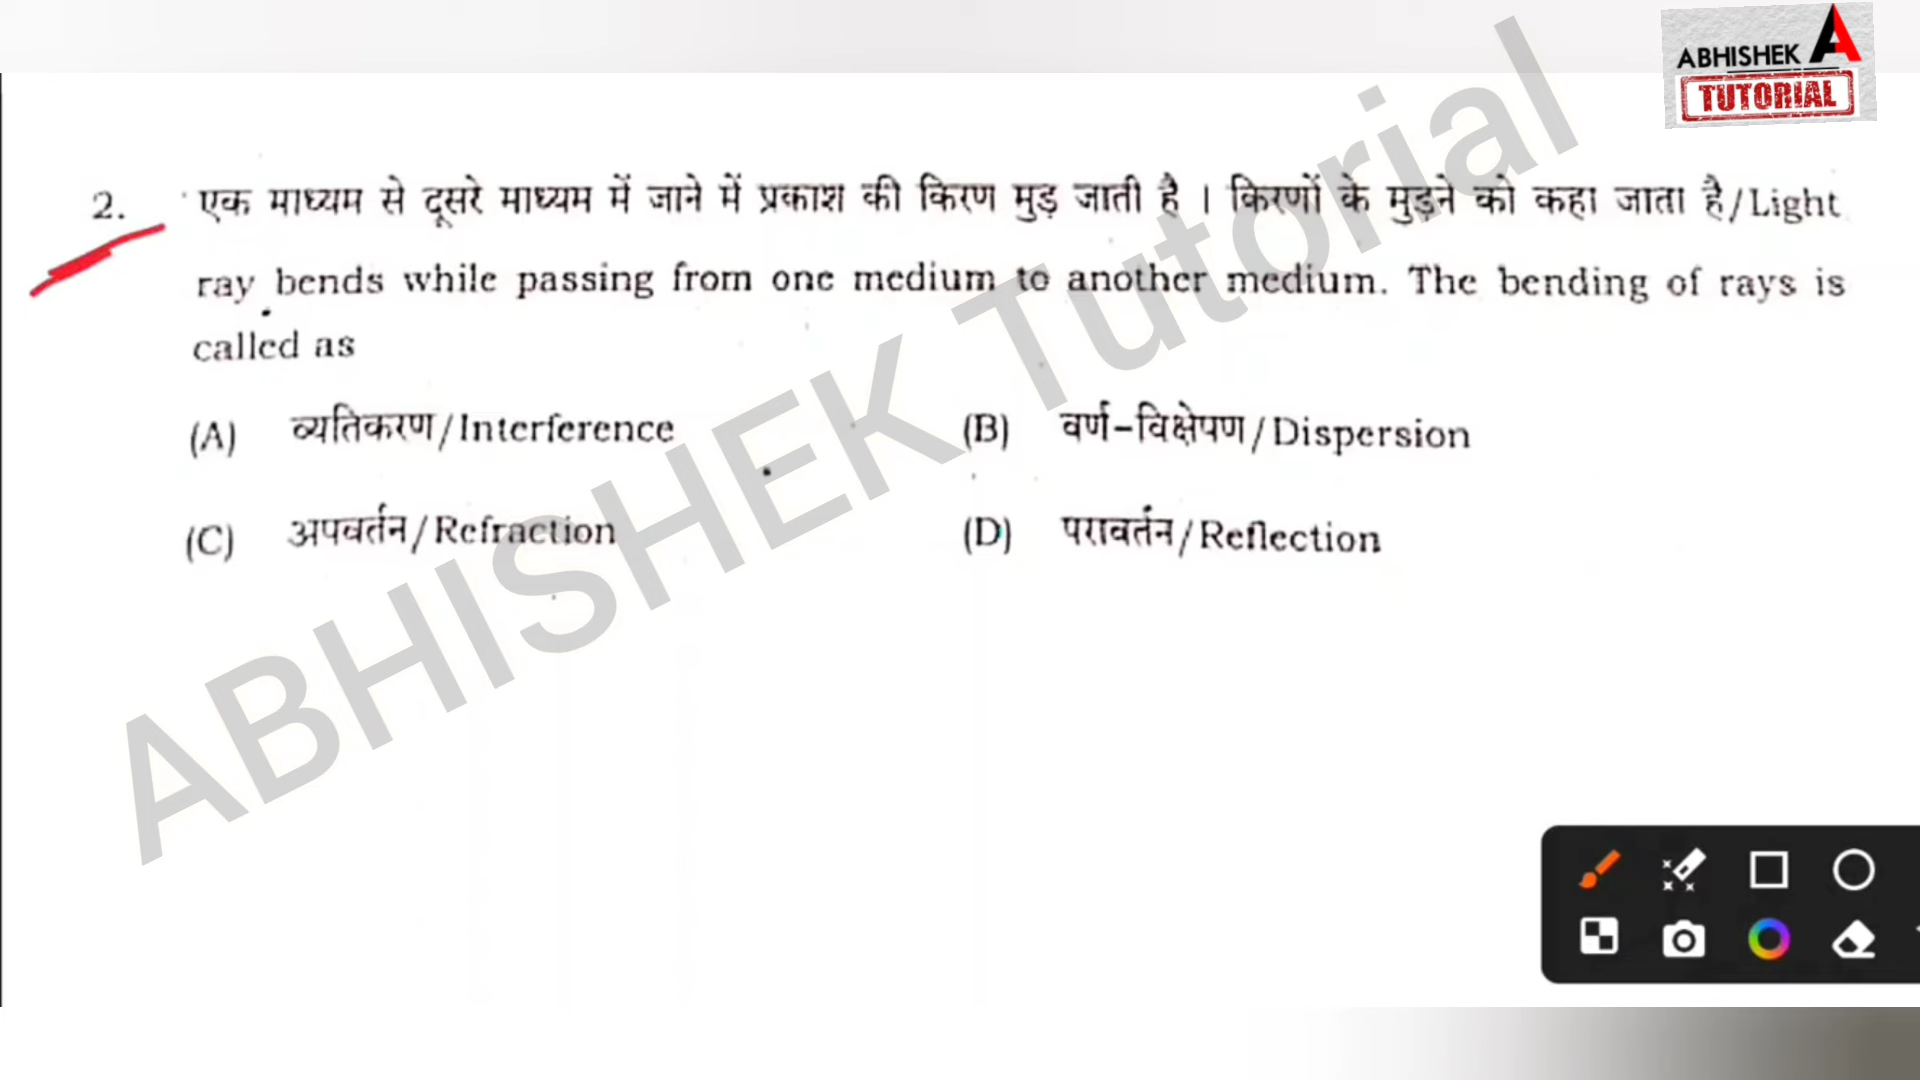 ABHISHEK A
TUTORIAL
2. एक माध्यम से दूसरे माध्यम में जाने में प्रकाश की किरण मुड़ जाती है । किरणों के मुड़ने को कहा जाता है/Light
ray bends while passing from one medium to another medium. The bending of rays is
called as
(A) व्यतिकरण/Interference (B) वर्ण-विक्षेपण/Dispersion
(C) अपवर्तन/Refraction (D) परावर्तन/Reflection
ABHISHEK Tutorial